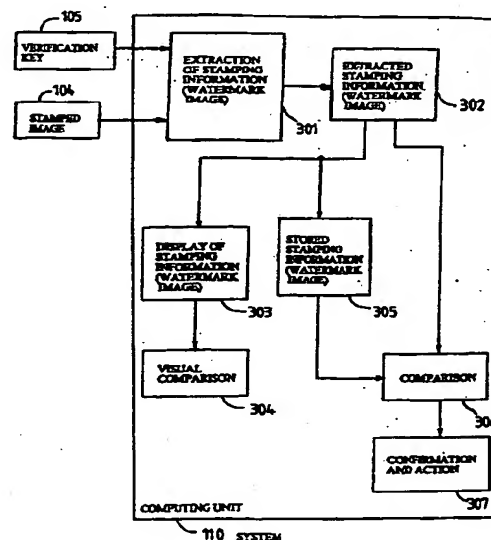 105
VERIFICATION
KEY
104
STAMPED
IMAGE
EXTRACTION
OF STAMPING
INFORMATION
(WATERMARK
IMAGE)
301
EXTRACTED
STAMPING
INFORMATION
(WATERMARK
IMAGE)
302
DISPLAY OF
STAMPING
INFORMATION
(WATERMARK
IMAGE)
303
STORED
STAMPING
INFORMATION
(WATERMARK
IMAGE)
305
VISUAL
COMPARISON
304
COMPARISON
CONFIRMATION
AND ACTION
307
COMPUTING UNIT
110 SYSTEM